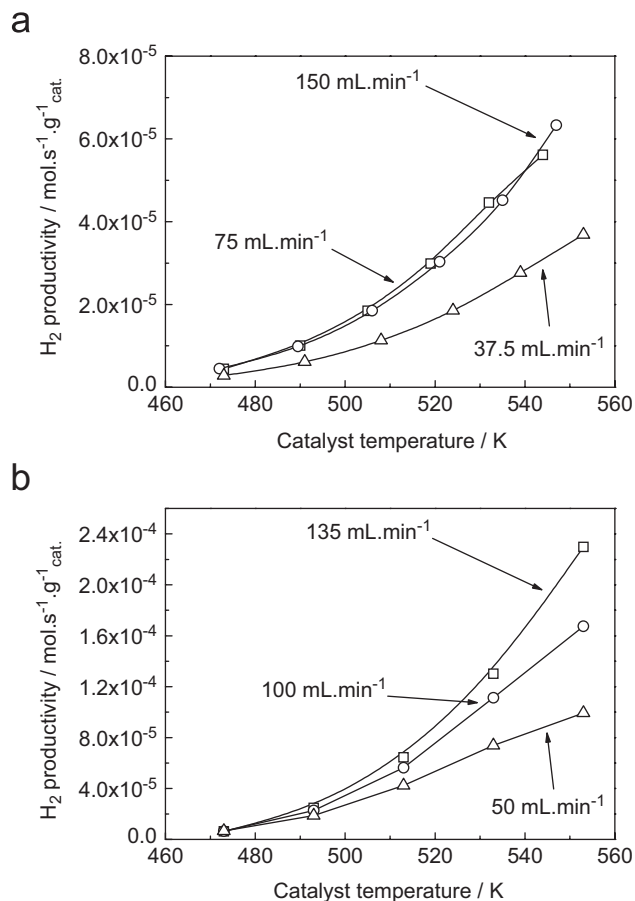 a
8.0x10⁻⁵
6.0x10⁻⁵
4.0x10⁻⁵
2.0x10⁻⁵
0.0
H₂ productivity / mol.s⁻¹.g⁻¹cat.
150 mL.min⁻¹
75 mL.min⁻¹
37.5 mL.min⁻¹
460 480 500 520 540 560
Catalyst temperature / K
b
2.4x10⁻⁴
2.0x10⁻⁴
1.6x10⁻⁴
1.2x10⁻⁴
8.0x10⁻⁵
4.0x10⁻⁵
0.0
H₂ productivity / mol.s⁻¹.g⁻¹cat.
135 mL.min⁻¹
100 mL.min⁻¹
50 mL.min⁻¹
460 480 500 520 540 560
Catalyst temperature / K